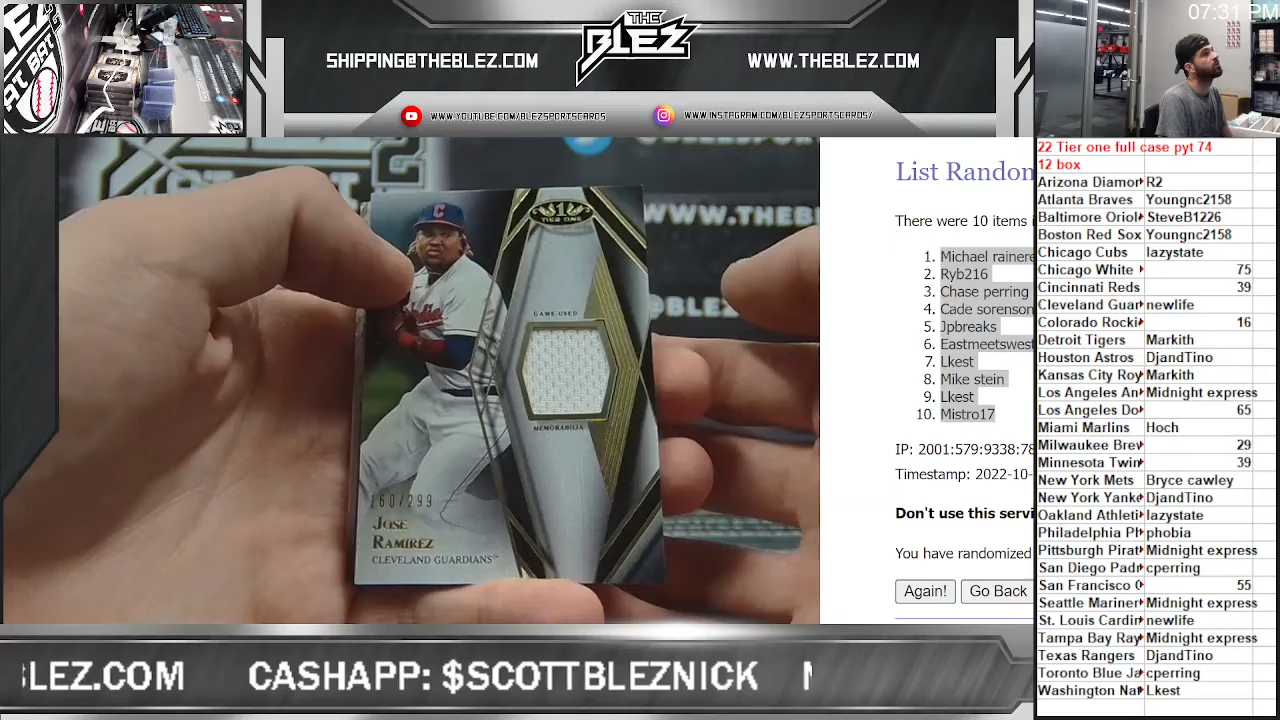 07:31 PM
THE
BLEZ
SHIPPING@THEBLEZ.COM
WWW.THEBLEZ.COM
WWW.YOUTUBE.COM/BLEZSPORTSCARDS
WWW.INSTAGRAM.COM/BLEZSPORTSCARDS/
TIER ONE
GAME-USED
MEMORABILIA
160/299
JOSE
RAMIREZ
CLEVELAND GUARDIANS™
WWW.THEB
@BLEZ
List Random
There were 10 items i
1. Michael rainere
2. Ryb216
3. Chase perring
4. Cade sorenson
5. Jpbreaks
6. Eastmeetswest
7. Lkest
8. Mike stein
9. Lkest
10. Mistro17
IP: 2001:579:9338:78
Timestamp: 2022-10-
Don't use this servi
You have randomized
Again!
Go Back
22 Tier one full case pyt 74
12 box
Arizona Diamor R2
Atlanta Braves Youngnc2158
Baltimore Oriol SteveB1226
Boston Red Sox Youngnc2158
Chicago Cubs lazystate
Chicago White 75
Cincinnati Reds 39
Cleveland Guar newlife
Colorado Rocki 16
Detroit Tigers Markith
Houston Astros DjandTino
Kansas City Roy Markith
Los Angeles An Midnight express
Los Angeles Do 65
Miami Marlins Hoch
Milwaukee Brev 29
Minnesota Twin 39
New York Mets Bryce cawley
New York Yanke DjandTino
Oakland Athleti lazystate
Philadelphia Pl phobia
Pittsburgh Pirat Midnight express
San Diego Padr cperring
San Francisco G 55
Seattle Mariner Midnight express
St. Louis Cardin newlife
Tampa Bay Ray Midnight express
Texas Rangers DjandTino
Toronto Blue Ja cperring
Washington Nat Lkest
LEZ.COM CASHAPP: $SCOTTBLEZNICK